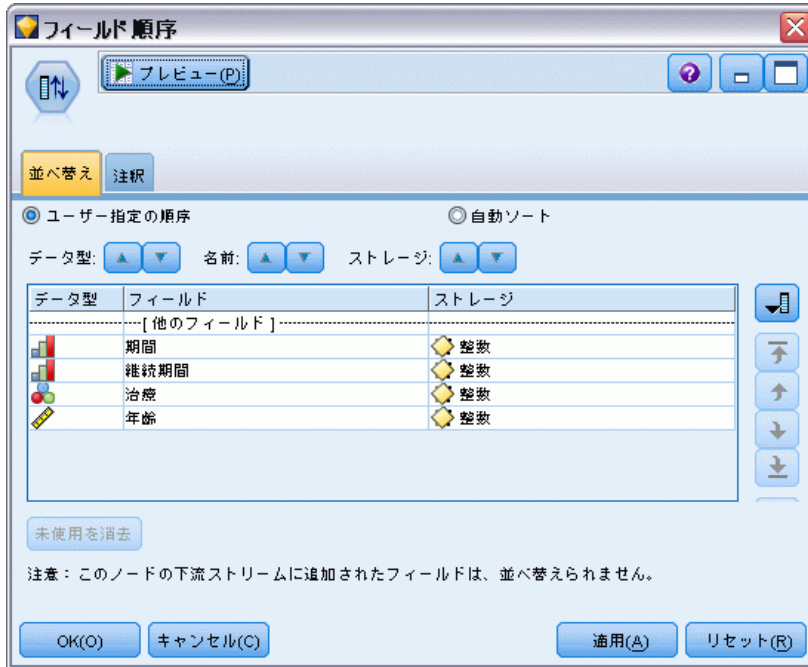 フィールド順序
プレビュー(P)
並べ替え 注釈
ユーザー指定の順序 自動ソート
データ型: 名前: ストレージ:
データ型 フィールド ストレージ
[他のフィールド]
期間 整数
継続期間 整数
治療 整数
年齢 整数
未使用を消去
注意：このノードの下流ストリームに追加されたフィールドは、並べ替えられません。
OK(O) キャンセル(C) 適用(A) リセット(R)